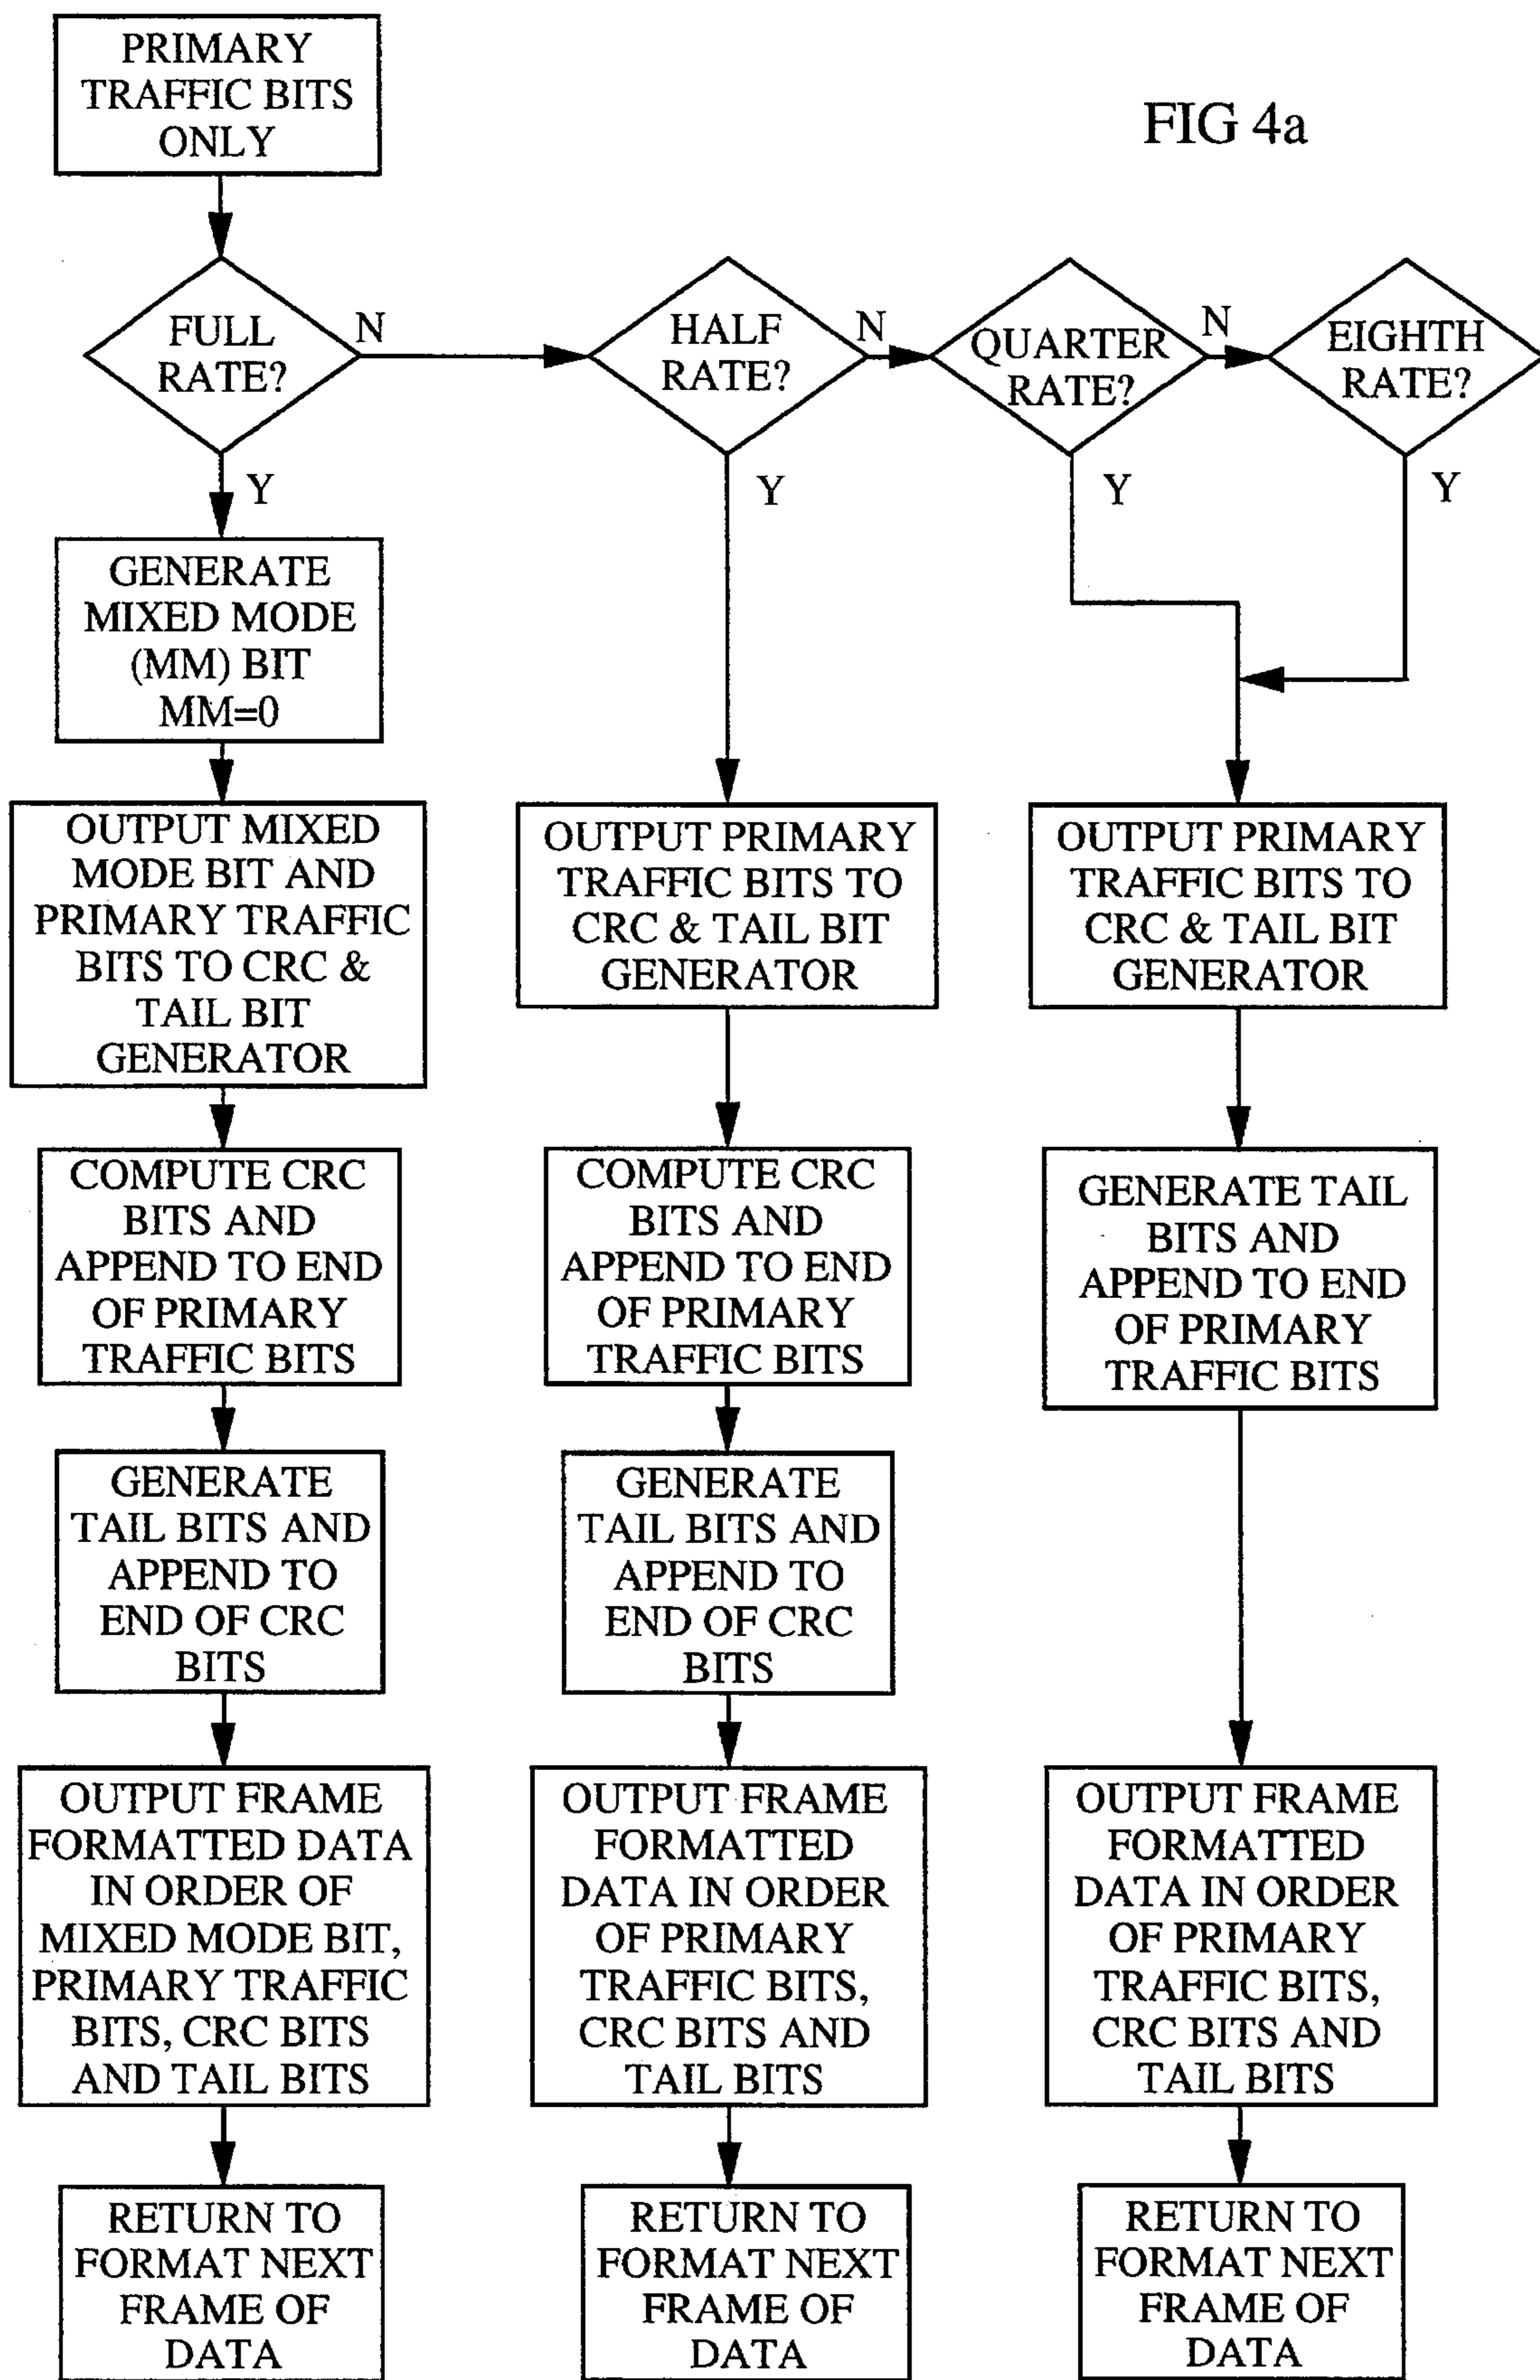 PRIMARY
TRAFFIC BITS
ONLY
FIG 4a
FULL
RATE?
N
HALF
RATE?
N
QUARTER
RATE?
N
EIGHTH
RATE?
Y
Y
Y
Y
GENERATE
MIXED MODE
(MM) BIT
MM=0
OUTPUT MIXED
MODE BIT AND
PRIMARY TRAFFIC
BITS TO CRC &
TAIL BIT
GENERATOR
COMPUTE CRC
BITS AND
APPEND TO END
OF PRIMARY
TRAFFIC BITS
GENERATE
TAIL BITS AND
APPEND TO
END OF CRC
BITS
OUTPUT FRAME
FORMATTED DATA
IN ORDER OF
MIXED MODE BIT,
PRIMARY TRAFFIC
BITS, CRC BITS
AND TAIL BITS
RETURN TO
FORMAT NEXT
FRAME OF
DATA
OUTPUT PRIMARY
TRAFFIC BITS TO
CRC & TAIL BIT
GENERATOR
COMPUTE CRC
BITS AND
APPEND TO END
OF PRIMARY
TRAFFIC BITS
GENERATE
TAIL BITS AND
APPEND TO
END OF CRC
BITS
OUTPUT FRAME
FORMATTED
DATA IN ORDER
OF PRIMARY
TRAFFIC BITS,
CRC BITS AND
TAIL BITS
RETURN TO
FORMAT NEXT
FRAME OF
DATA
OUTPUT PRIMARY
TRAFFIC BITS TO
CRC & TAIL BIT
GENERATOR
GENERATE TAIL
BITS AND
APPEND TO END
OF PRIMARY
TRAFFIC BITS
OUTPUT FRAME
FORMATTED
DATA IN ORDER
OF PRIMARY
TRAFFIC BITS,
CRC BITS AND
TAIL BITS
RETURN TO
FORMAT NEXT
FRAME OF
DATA